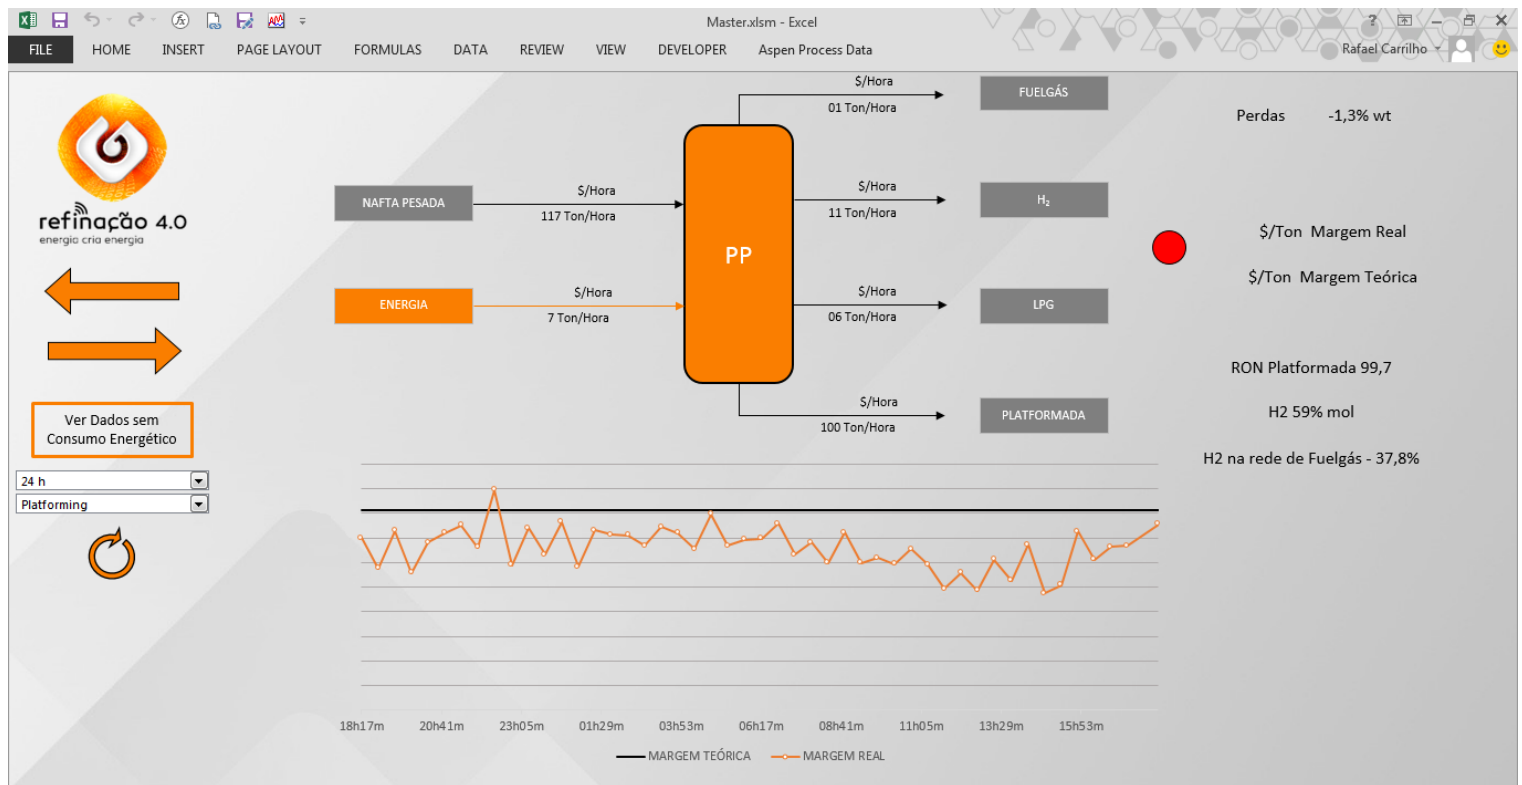 Master.xlsm - Excel
FILE HOME INSERT PAGE LAYOUT FORMULAS DATA REVIEW VIEW DEVELOPER Aspen Process Data
Rafael Carrilho
refinação 4.0
energia cria energia
Ver Dados sem
Consumo Energético
24 h
Platforming
NAFTA PESADA
$/Hora
117 Ton/Hora
ENERGIA
$/Hora
7 Ton/Hora
PP
$/Hora
01 Ton/Hora
FUELGÁS
$/Hora
11 Ton/Hora
H₂
$/Hora
06 Ton/Hora
LPG
$/Hora
100 Ton/Hora
PLATFORMADA
Perdas -1,3% wt
$/Ton Margem Real
$/Ton Margem Teórica
RON Platformada 99,7
H2 59% mol
H2 na rede de Fuelgás - 37,8%
18h17m 20h41m 23h05m 01h29m 03h53m 06h17m 08h41m 11h05m 13h29m 15h53m
MARGEM TEÓRICA MARGEM REAL